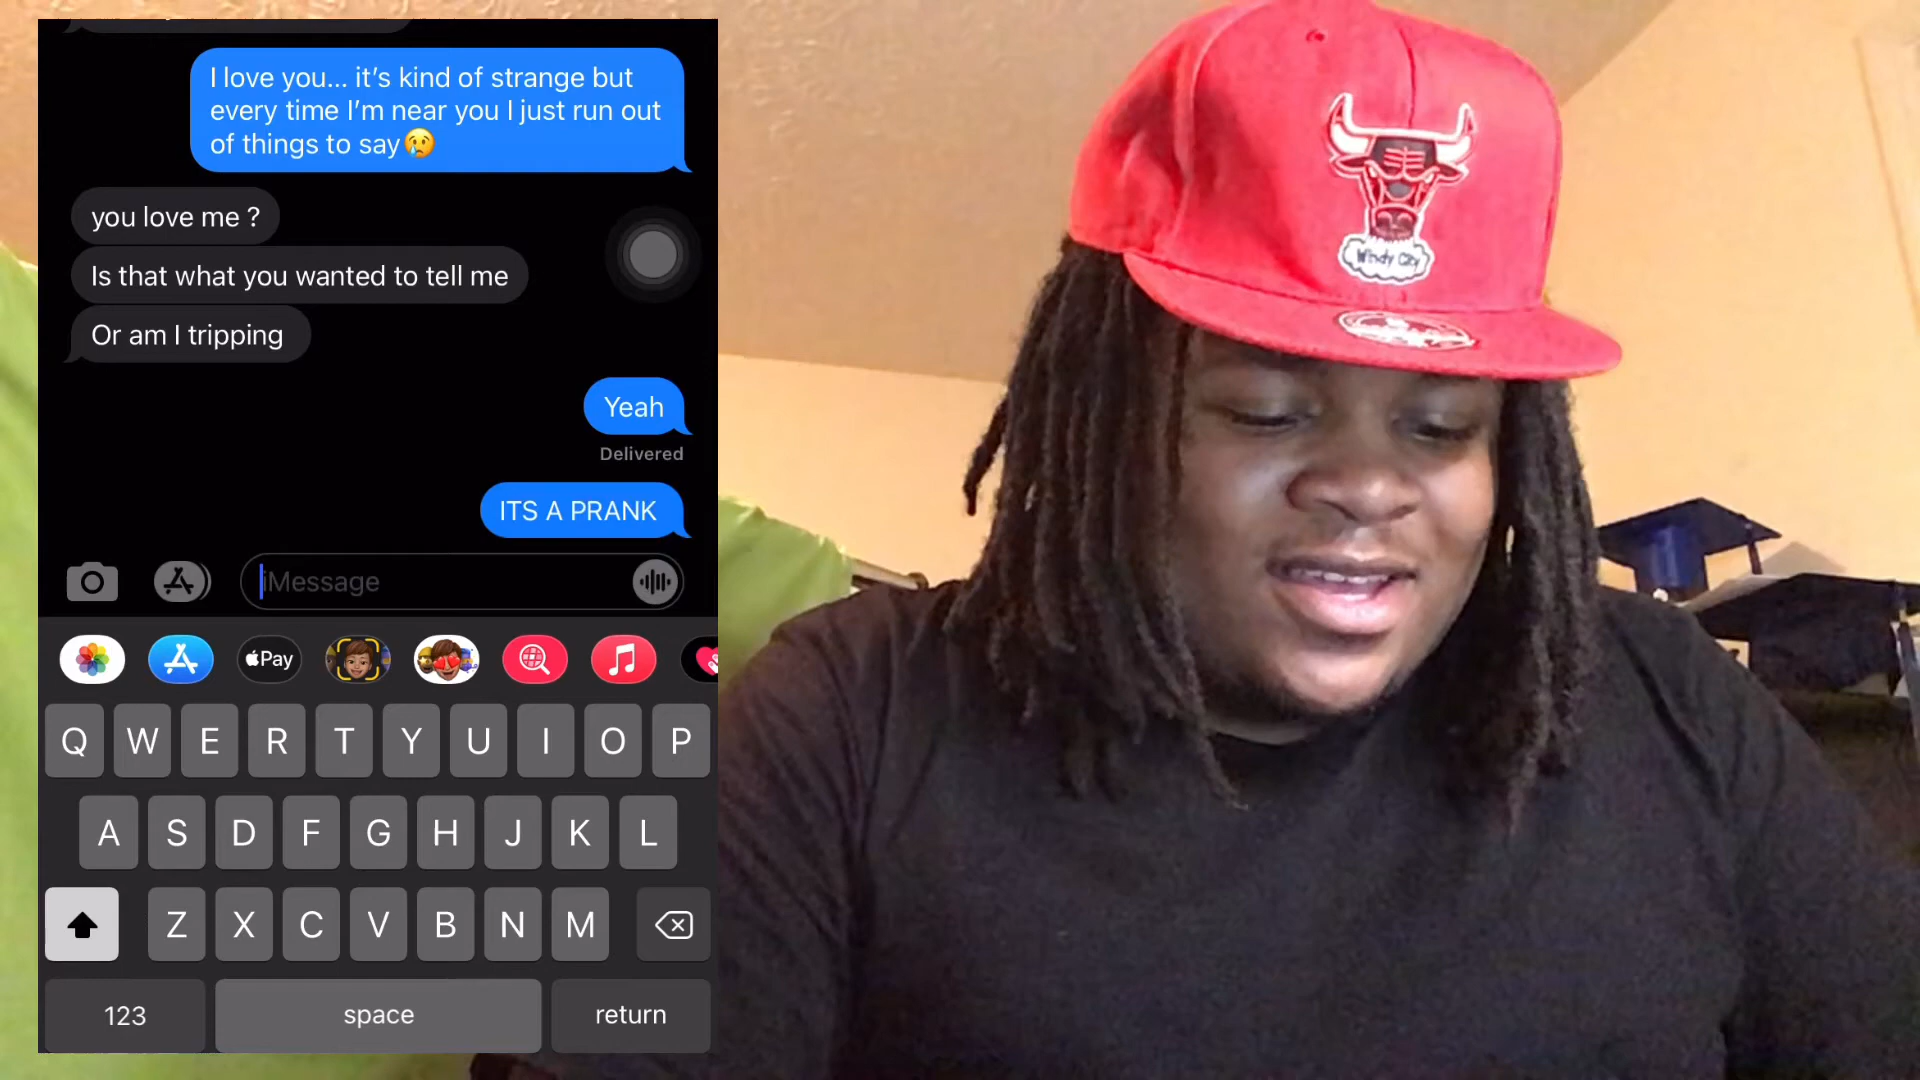 I love you... it's kind of strange but
every time I'm near you I just run out
of things to say😢
you love me ?
Is that what you wanted to tell me
Or am I tripping
Yeah
Delivered
ITS A PRANK
iMessage
Pay
Q W E R T Y U I O P
A S D F G H J K L
Z X C V B N M
123 space return
Windy City